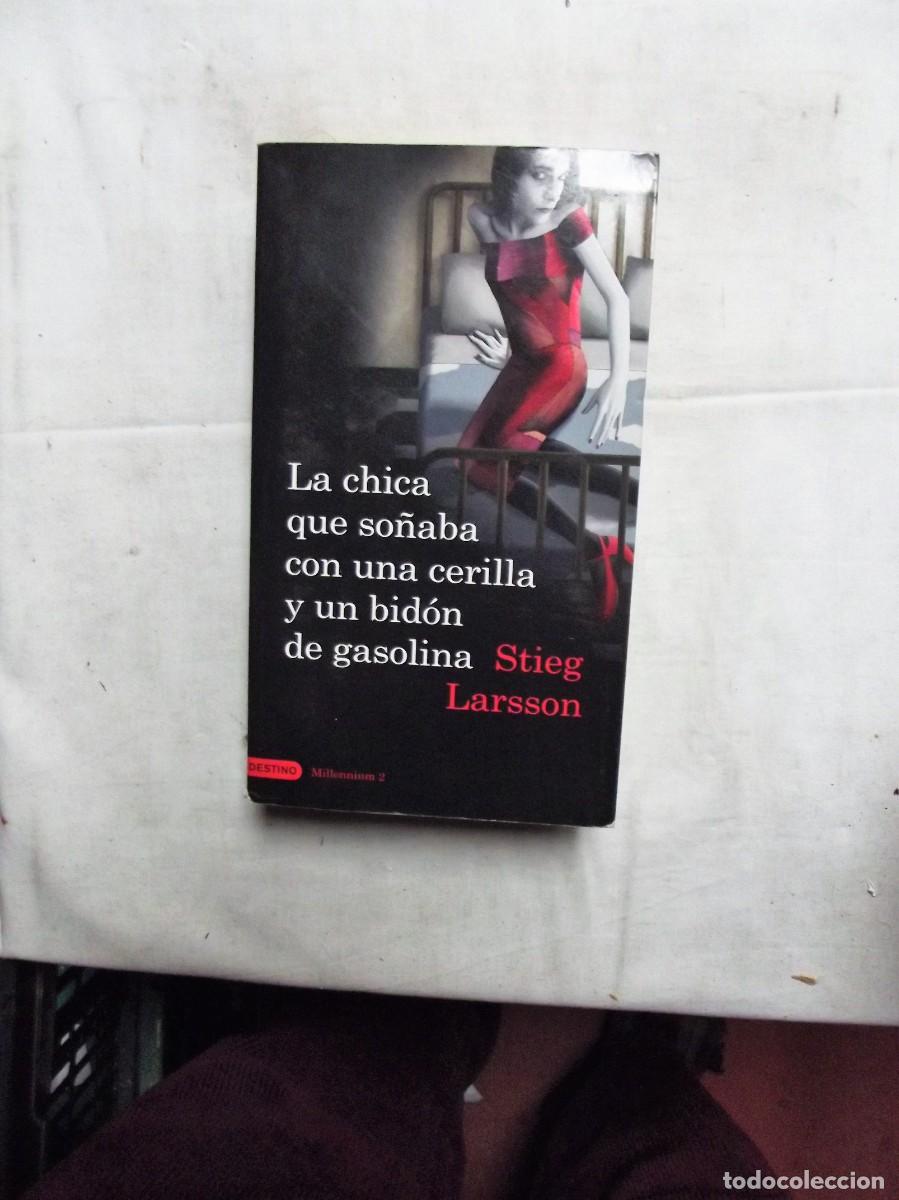 La chica
que soñaba
con una cerilla
y un bidón
de gasolina Stieg
Larsson
DESTINO Millennium 2
todocoleccion